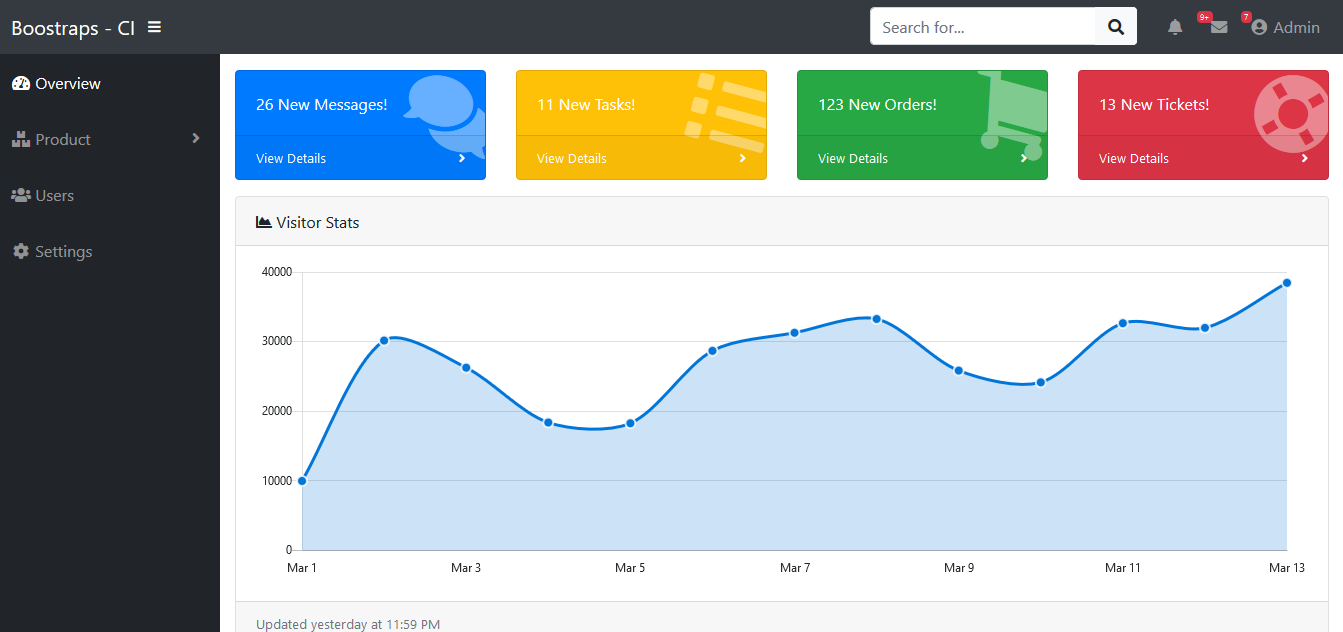 Boostraps - CI
Search for...
9+
7
Admin
Overview
Product
Users
Settings
26 New Messages!
View Details
11 New Tasks!
View Details
123 New Orders!
View Details
13 New Tickets!
View Details
Visitor Stats
40000
30000
20000
10000
0
Mar 1 Mar 3 Mar 5 Mar 7 Mar 9 Mar 11 Mar 13
Updated yesterday at 11:59 PM